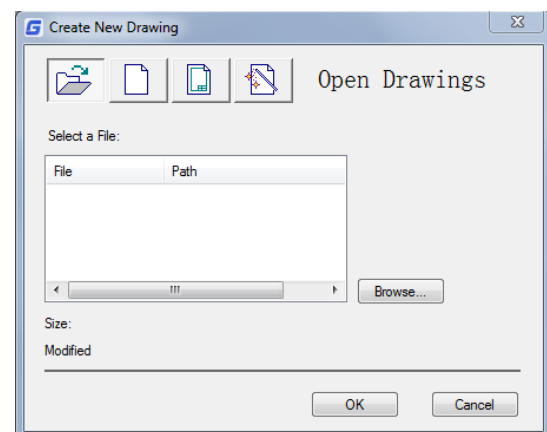 Create New Drawing
Open Drawings
Select a File:
File Path
Browse...
Size:
Modified
OK Cancel